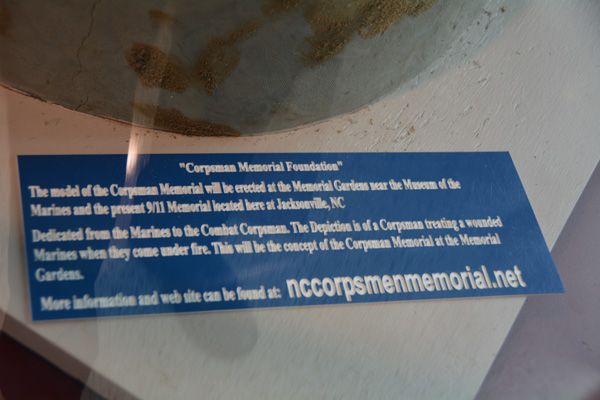 "Corpsman Memorial Foundation"
The model of the Corpsman Memorial will be erected at the Memorial Gardens near the Museum of the
Marines and the present 9/11 Memorial located here at Jacksonville, NC
Dedicated from the Marines to the Combat Corpsman. The Depiction is of a Corpsman treating a wounded
Marines when they come under fire. This will be the concept of the Corpsman Memorial at the Memorial
Gardens.
More information and web site can be found at: nccorpsmenmemorial.net